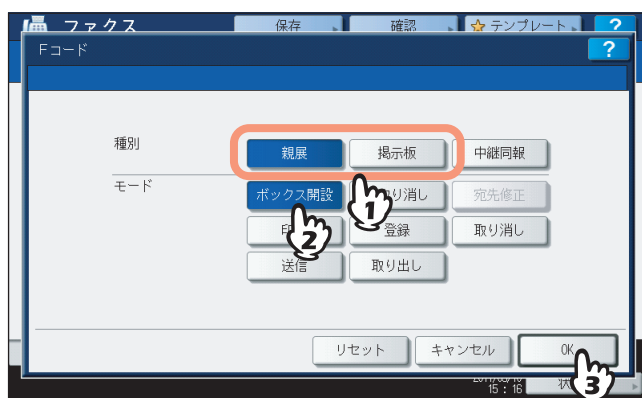 ファクス 保存 確認 テンプレート ?
Fコード ?
種別 親展 掲示板 中継同報
モード ボックス開設 り消し 宛先修正
1
登録 取り消し
2
送信 取り出し
リセット キャンセル OK
15:16
3